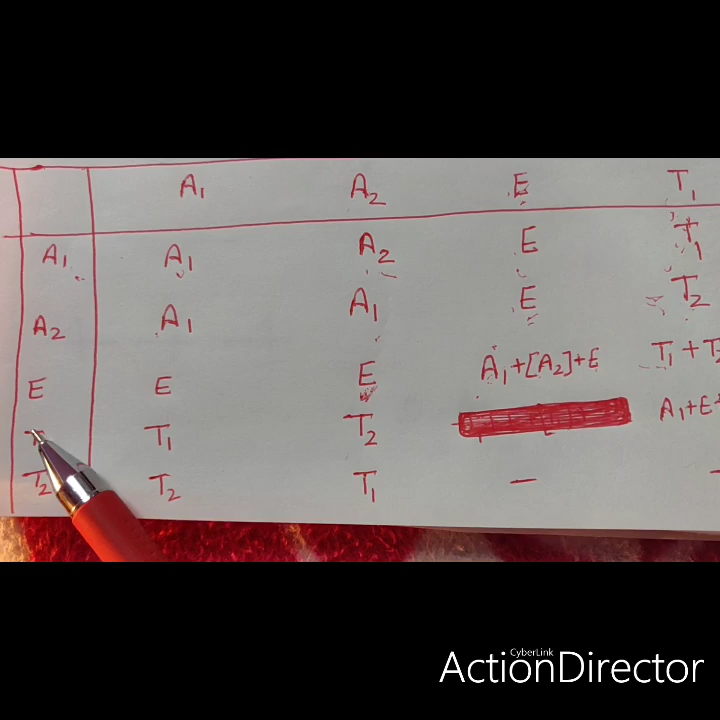 A₁ A₂ E T₁
A₁ A₁ A₂ E T₁
A₂ A₁ A₁ E T₂
E E E A₁+[A₂]+E T₁+T₂
T₁ T₂ A₁+E+
T₂ T₂ T₁ —
CyberLink
ActionDirector